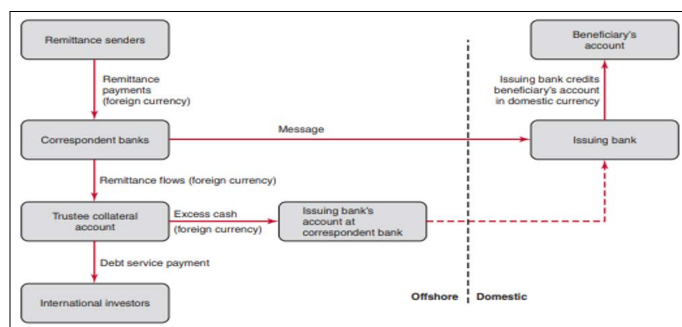 Remittance senders
Beneficiary's
account
Remittance
payments
(foreign currency)
Issuing bank credits
beneficiary's account
in domestic currency
Correspondent banks
Message
Issuing bank
Remittance flows (foreign currency)
Trustee collateral
account
Excess cash
(foreign currency)
Issuing bank's
account at
correspondent bank
Debt service payment
International investors
Offshore
Domestic